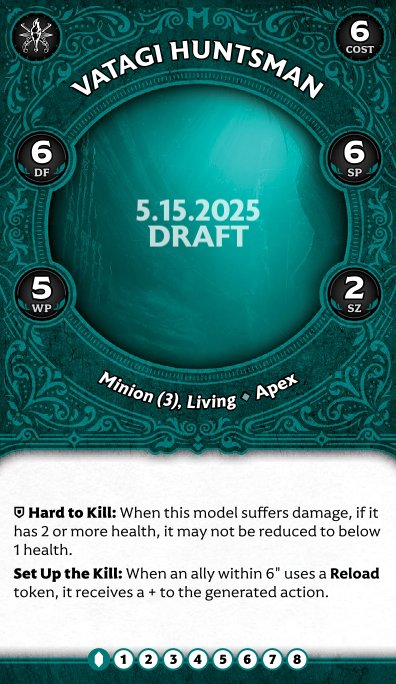 VATAGI HUNTSMAN
6
COST
6
DF
6
SP
5.15.2025
DRAFT
5
WP
2
SZ
Minion (3), Living ⬥ Apex
Hard to Kill: When this model suffers damage, if it
has 2 or more health, it may not be reduced to below
1 health.
Set Up the Kill: When an ally within 6" uses a Reload
token, it receives a + to the generated action.
1 2 3 4 5 6 7 8